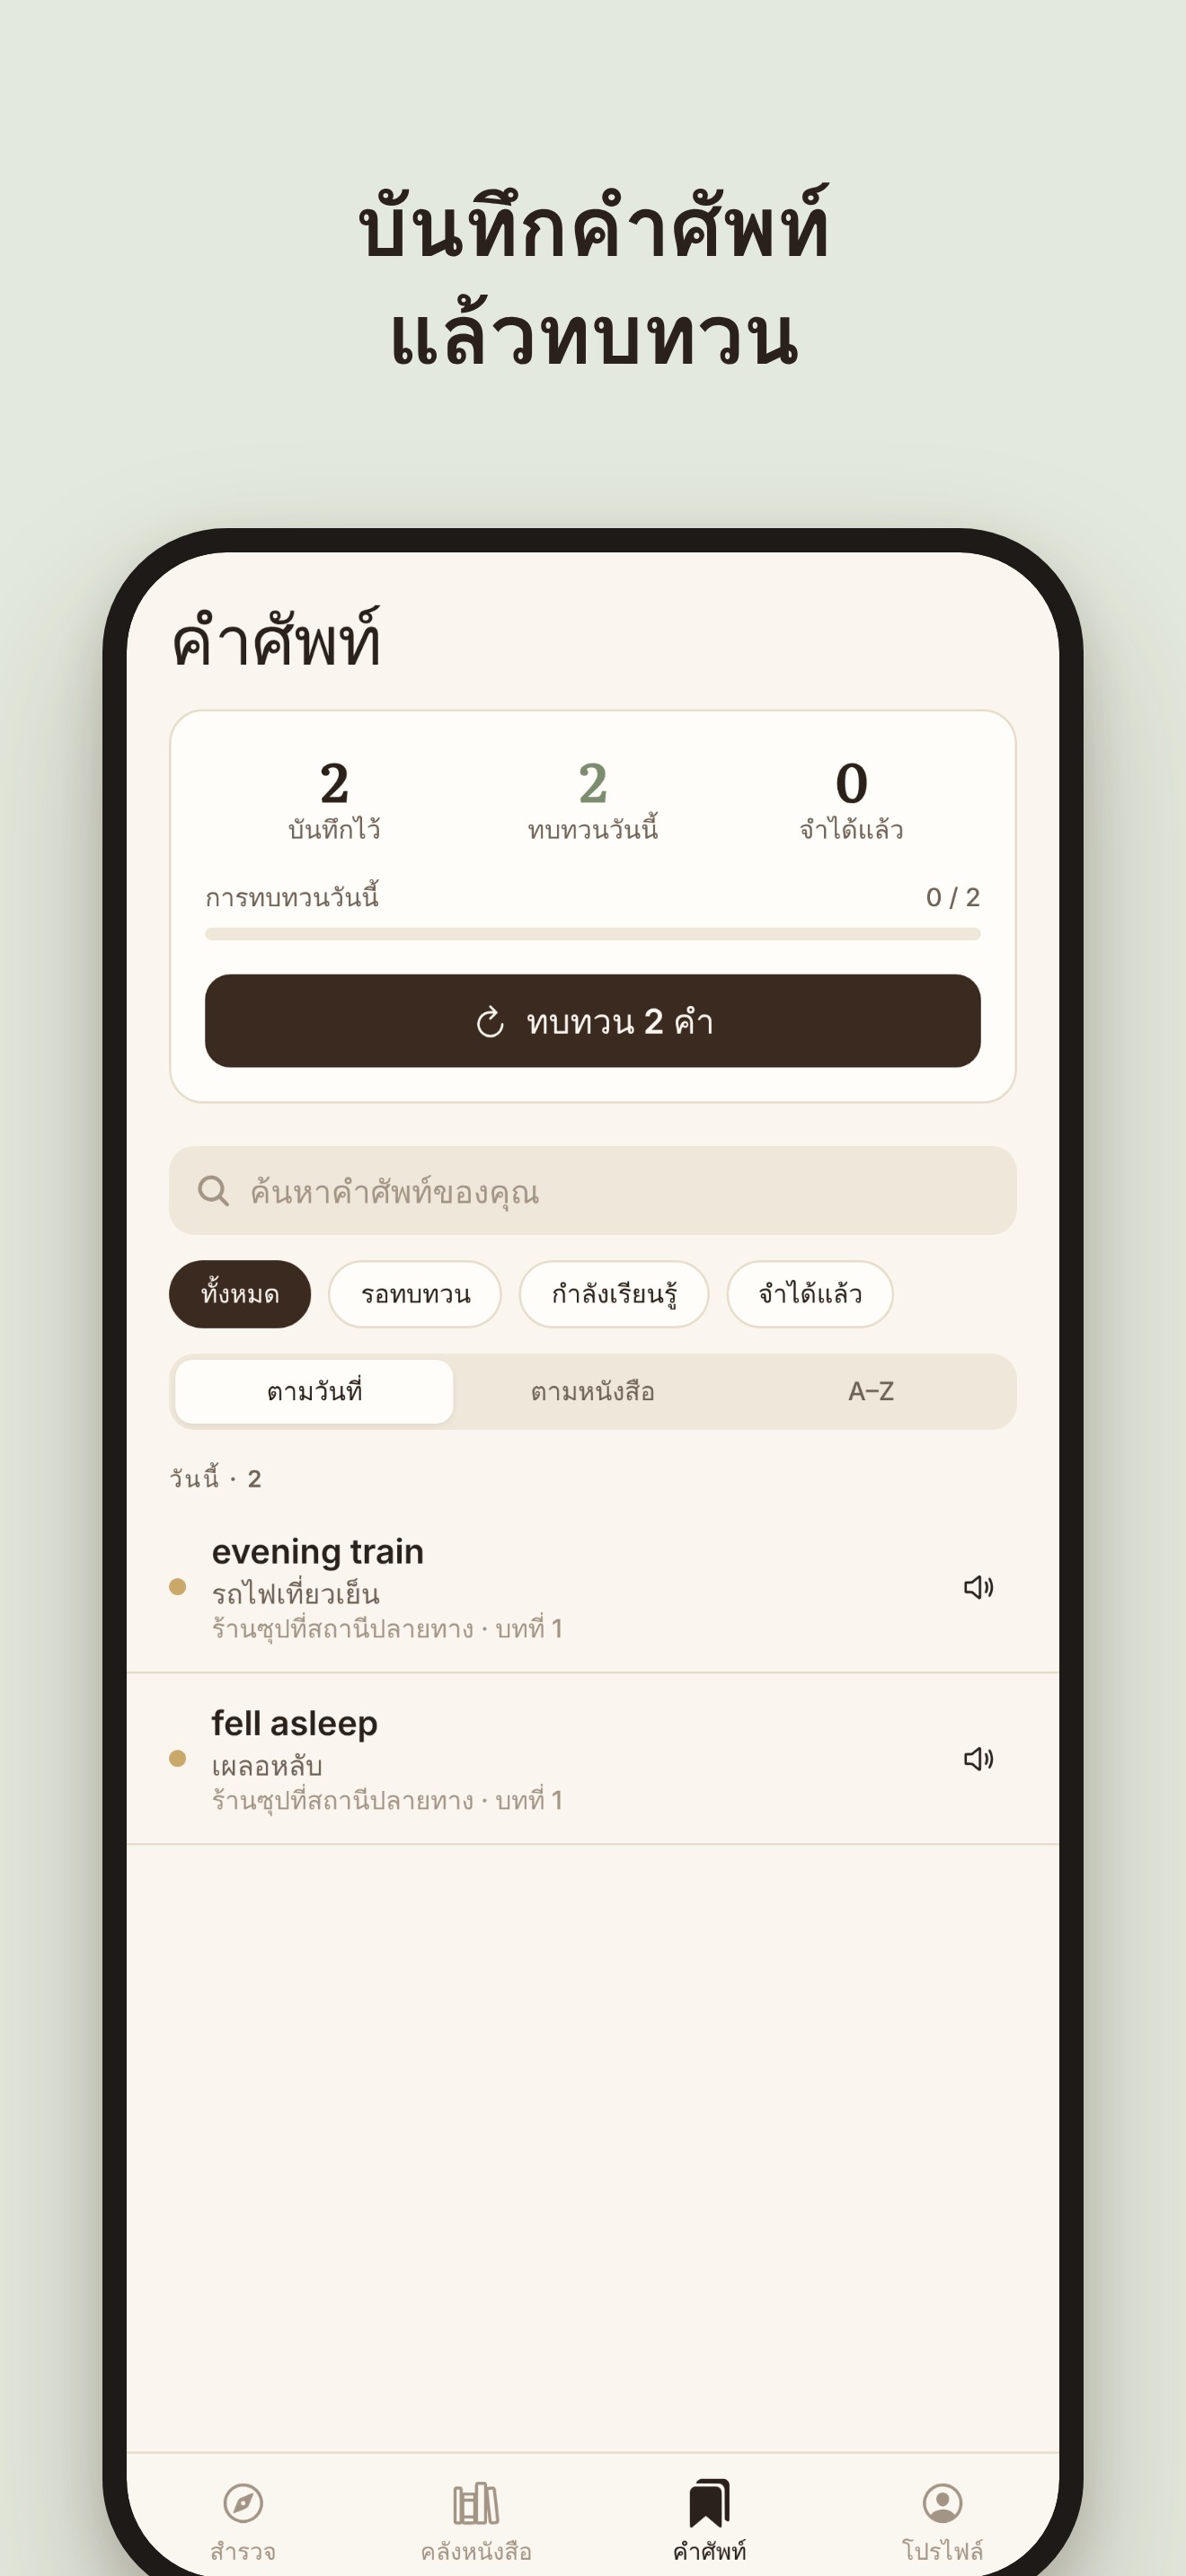 บันทึกคำศัพท์
แล้วทบทวน
คำศัพท์
2 2 0
บันทึกไว้ ทบทวนวันนี้ จำได้แล้ว
การทบทวนวันนี้ 0 / 2
ทบทวน 2 คำ
ค้นหาคำศัพท์ของคุณ
ทั้งหมด รอทบทวน กำลังเรียนรู้ จำได้แล้ว
ตามวันที่ ตามหนังสือ A–Z
วันนี้ · 2
evening train
รถไฟเที่ยวเย็น
ร้านซุปที่สถานีปลายทาง · บทที่ 1
fell asleep
เผลอหลับ
ร้านซุปที่สถานีปลายทาง · บทที่ 1
สำรวจ คลังหนังสือ คำศัพท์ โปรไฟล์